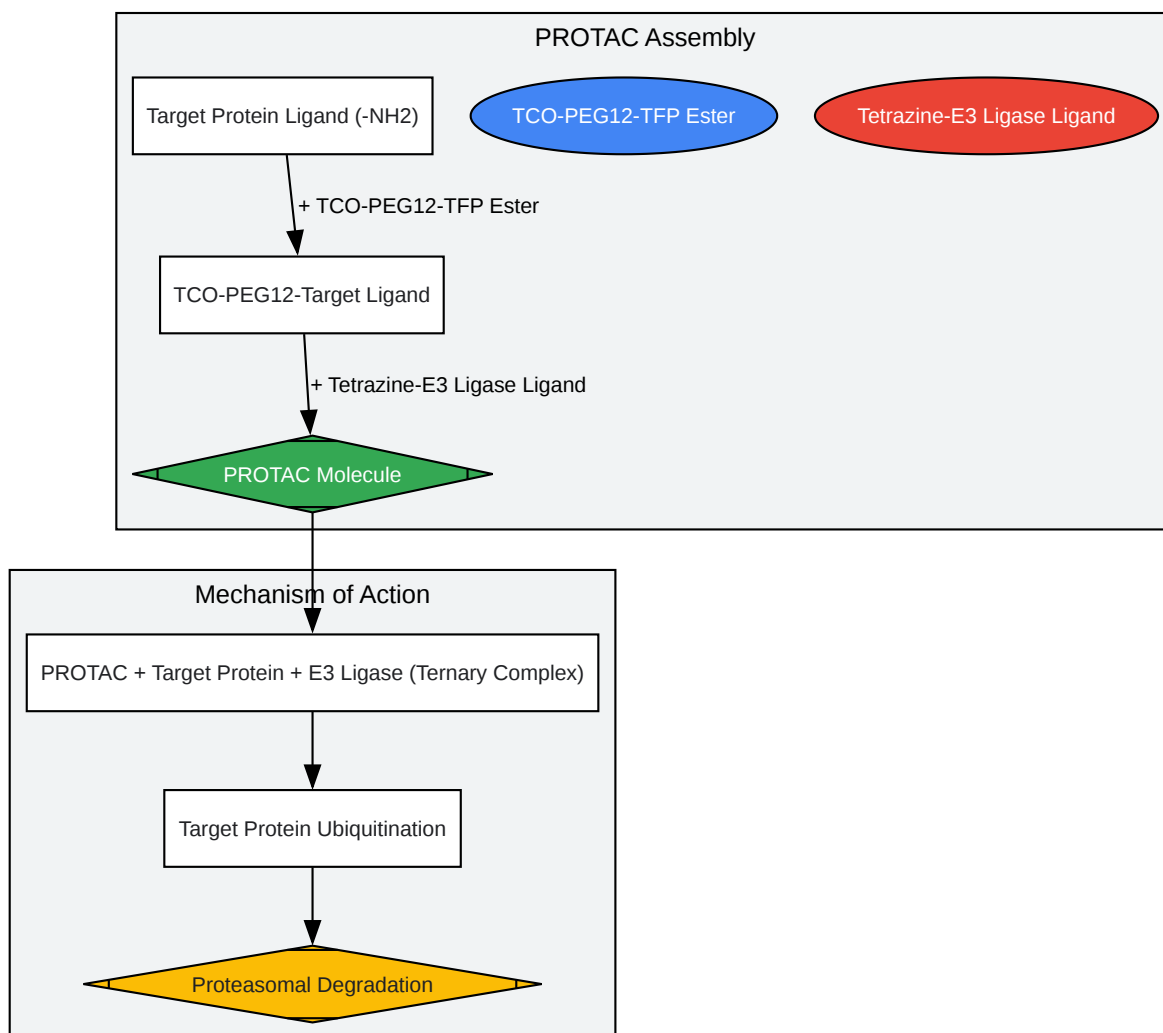 PROTAC Assembly
Target Protein Ligand (-NH2)
TCO-PEG12-TFP Ester
Tetrazine-E3 Ligase Ligand
+ TCO-PEG12-TFP Ester
TCO-PEG12-Target Ligand
+ Tetrazine-E3 Ligase Ligand
PROTAC Molecule
Mechanism of Action
PROTAC + Target Protein + E3 Ligase (Ternary Complex)
Target Protein Ubiquitination
Proteasomal Degradation